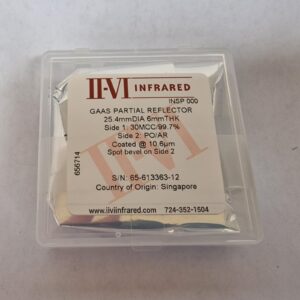 II-VI INFRARED
INSP 000
GAAS PARTIAL REFLECTOR
25.4mmDIA 6mmTHK
Side 1: 30MCC/99.7%
Side 2: PO/AR
Coated @ 10.6µm
Spot bevel on Side 2
656714
S/N: 65-613363-12
Country of Origin: Singapore
www.iiviinfrared.com 724-352-1504
II-VI